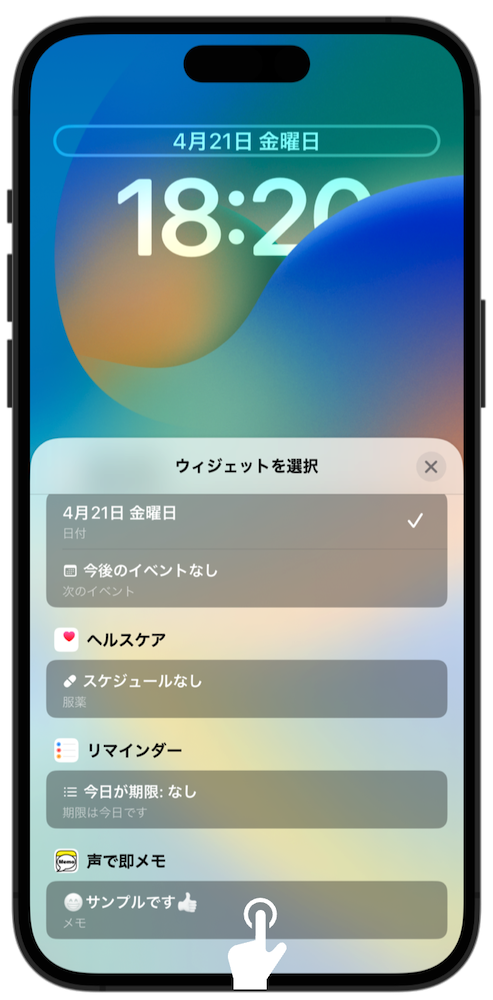 4月21日 金曜日
18:20
ウィジェットを選択
4月21日 金曜日
日付
今後のイベントなし
次のイベント
ヘルスケア
スケジュールなし
服薬
リマインダー
今日が期限: なし
期限は今日です
Memo
声で即メモ
サンプルです👍
メモ